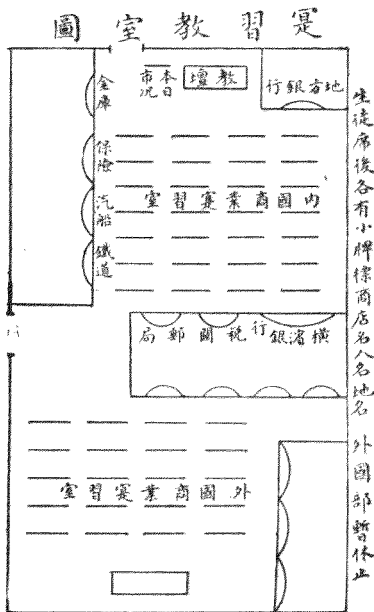 寔習教室圖
地方銀行
教壇
本日
市況
金庫
保險
汽船
鐵道
內國商業寔習室
橫濱銀行
稅關
郵局
外國商業寔習室
生徒席後各有小牌標商店名人名地名
外國部暫休止